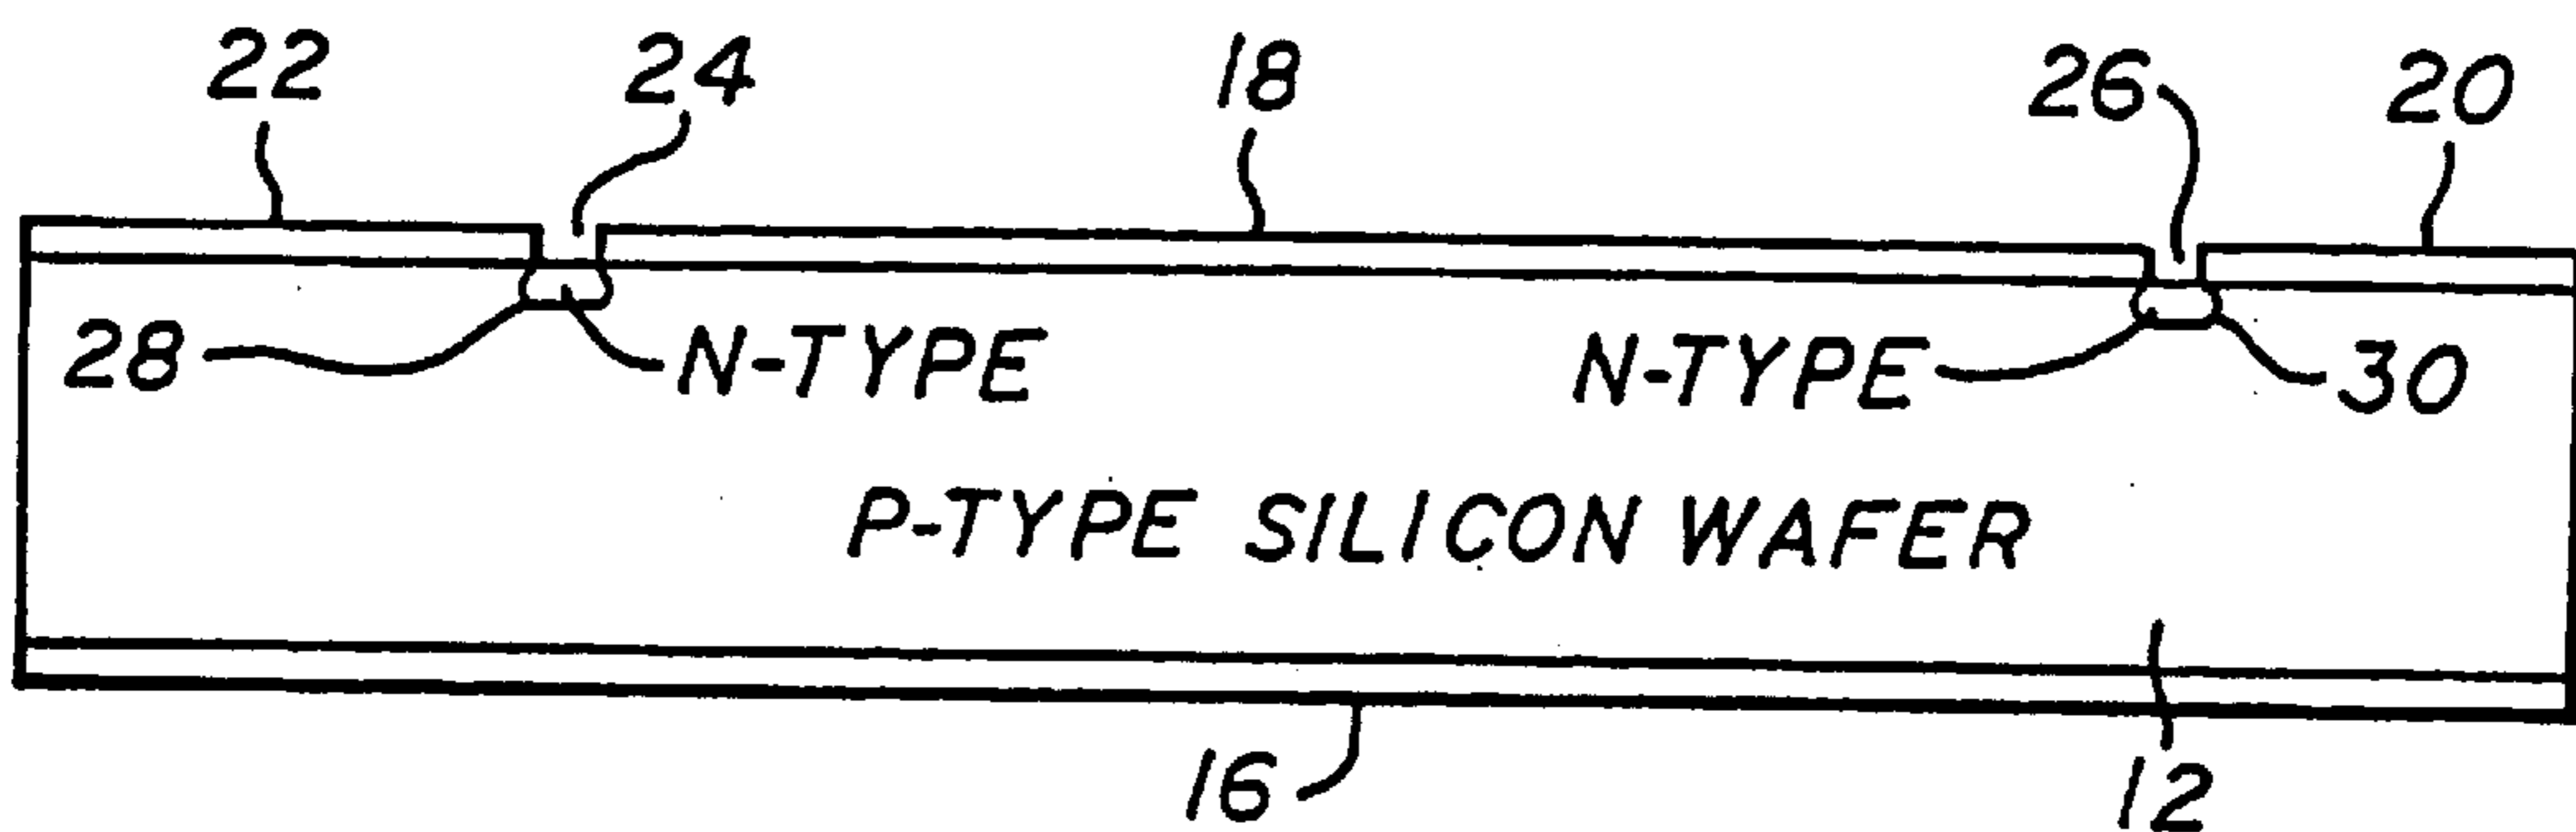 22 24 18 26 20
28 N-TYPE N-TYPE 30
P-TYPE SILICON WAFER
16 12